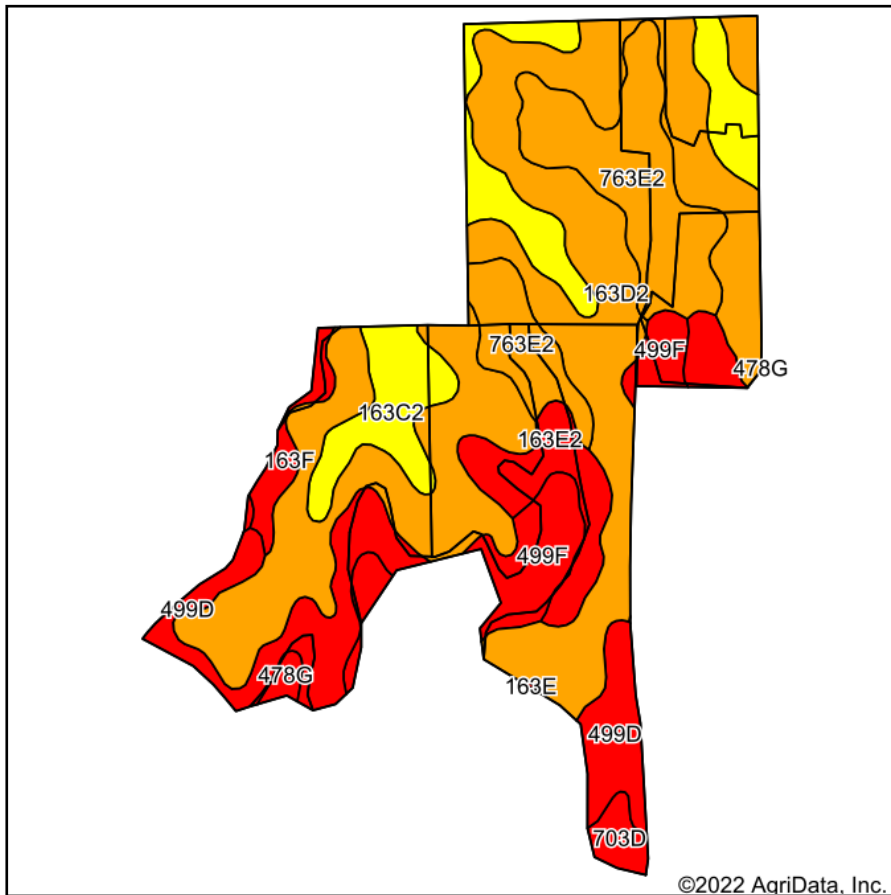 763E2
163D2
499F
478G
763E2
163C2
163E2
163F
499F
499D
478G
163E
499D
703D
©2022 AgriData, Inc.